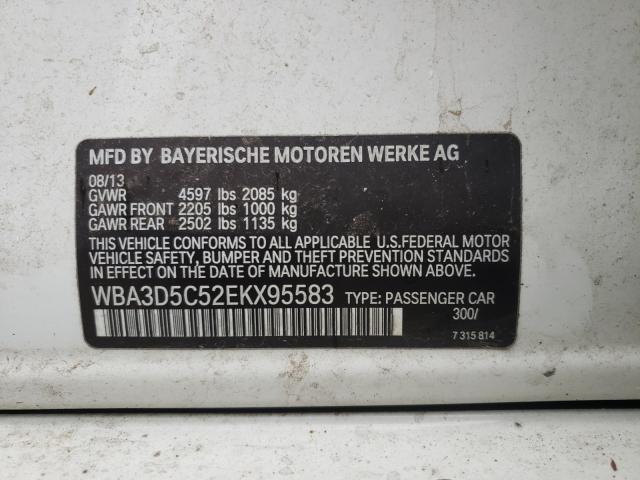 MFD BY BAYERISCHE MOTOREN WERKE AG
08/13
GVWR 4597 lbs 2085 kg
GAWR FRONT 2205 lbs 1000 kg
GAWR REAR 2502 lbs 1135 kg
THIS VEHICLE CONFORMS TO ALL APPLICABLE U.S.FEDERAL MOTOR
VEHICLE SAFETY, BUMPER AND THEFT PREVENTION STANDARDS
IN EFFECT ON THE DATE OF MANUFACTURE SHOWN ABOVE.
WBA3D5C52EKX95583 TYPE: PASSENGER CAR
300/
7 315 814